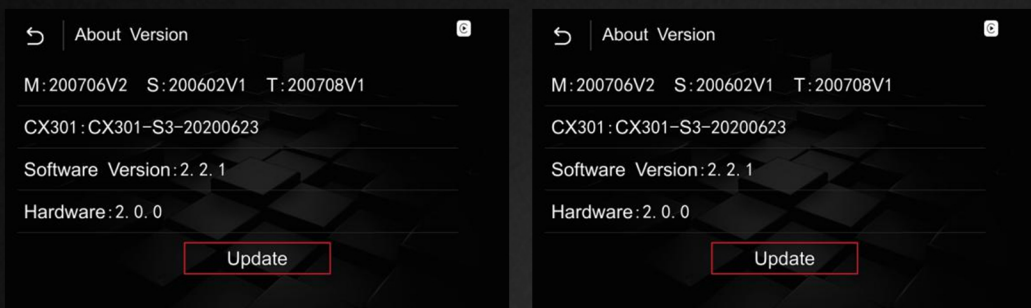 About Version
M:200706V2 S:200602V1 T:200708V1
CX301:CX301-S3-20200623
Software Version:2.2.1
Hardware:2.0.0
Update
About Version
M:200706V2 S:200602V1 T:200708V1
CX301:CX301-S3-20200623
Software Version:2.2.1
Hardware:2.0.0
Update